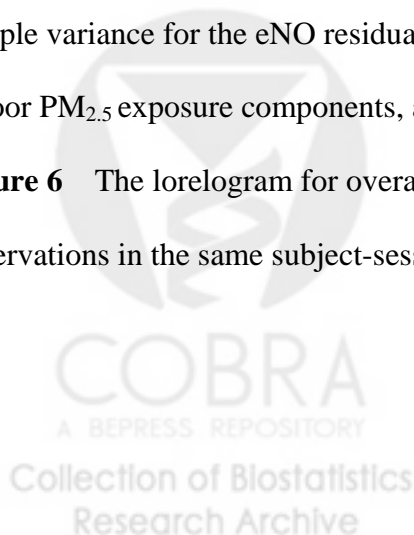 ple variance for the eNO residua
oor PM2.5 exposure components, a
ure 6 The lorelogram for overa
ervations in the same subject-sess
COBRA
A BEPRESS REPOSITORY
Collection of Biostatistics
Research Archive